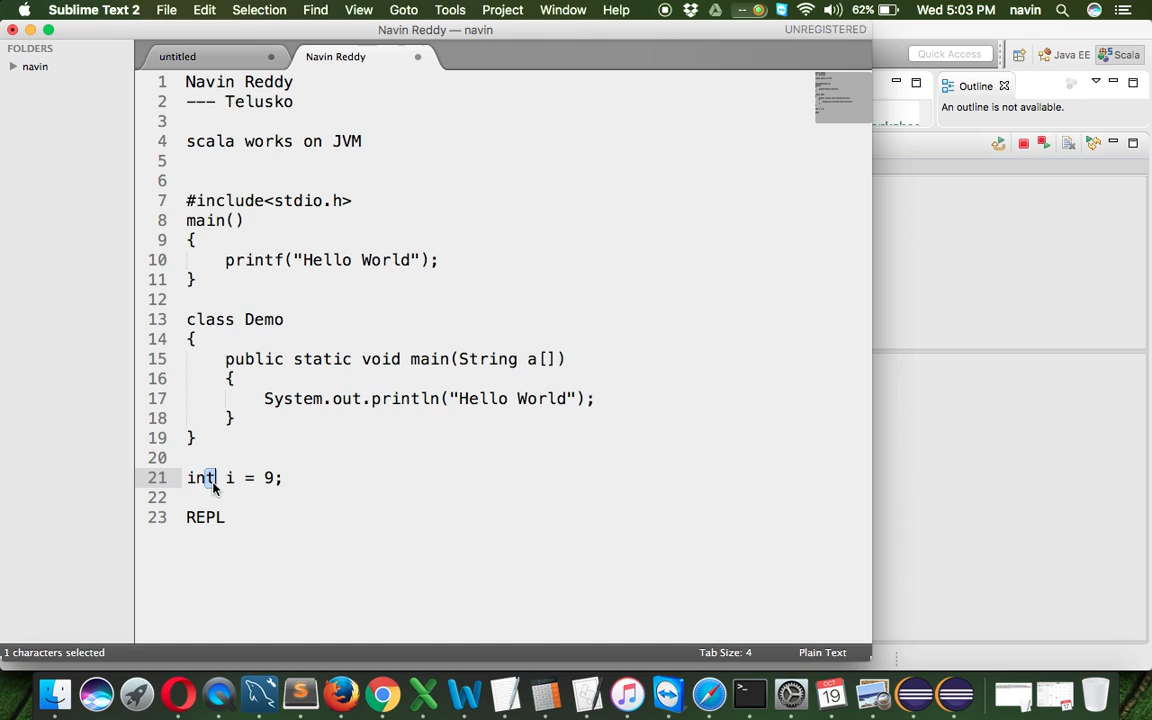 Sublime Text 2 File Edit Selection Find View Goto Tools Project Window Help 62% Wed 5:03 PM navin
Navin Reddy — navin UNREGISTERED
FOLDERS
navin
untitled Navin Reddy
Quick Access Java EE Scala
Outline
An outline is not available.
1 Navin Reddy
2 --- Telusko
3
4 scala works on JVM
5
6
7 #include<stdio.h>
8 main()
9 {
10 printf("Hello World");
11 }
12
13 class Demo
14 {
15 public static void main(String a[])
16 {
17 System.out.println("Hello World");
18 }
19 }
20
21 int i = 9;
22
23 REPL
1 characters selected Tab Size: 4 Plain Text